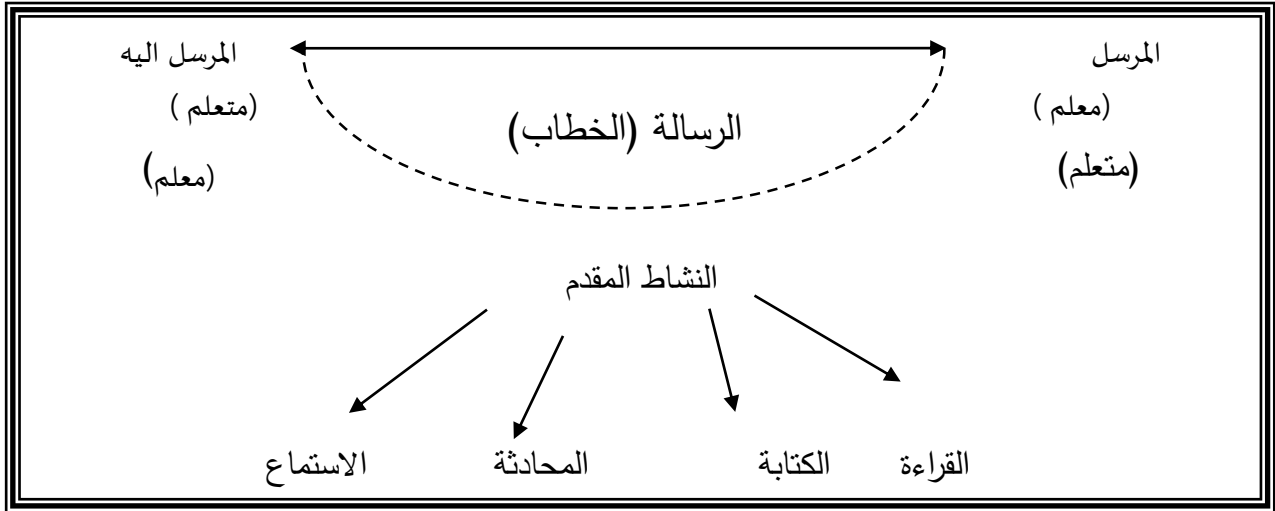 المرسل
المرسل اليه
(معلم )
(متعلم )
الرسالة (الخطاب)
(متعلم)
(معلم)
النشاط المقدم
القراءة
الكتابة
المحادثة
الاستماع